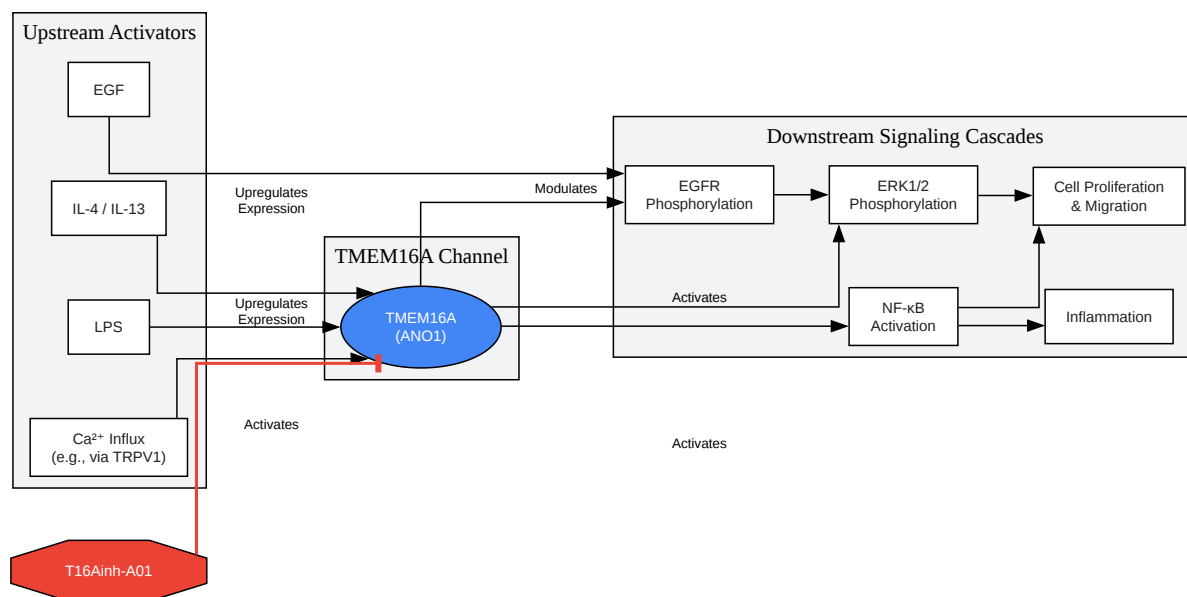 Upstream Activators
EGF
IL-4 / IL-13
LPS
Ca²⁺ Influx
(e.g., via TRPV1)
T16Ainh-A01
Upregulates
Expression
Upregulates
Expression
Activates
TMEM16A Channel
TMEM16A
(ANO1)
Modulates
Activates
Activates
Downstream Signaling Cascades
EGFR
Phosphorylation
ERK1/2
Phosphorylation
Cell Proliferation
& Migration
NF-κB
Activation
Inflammation